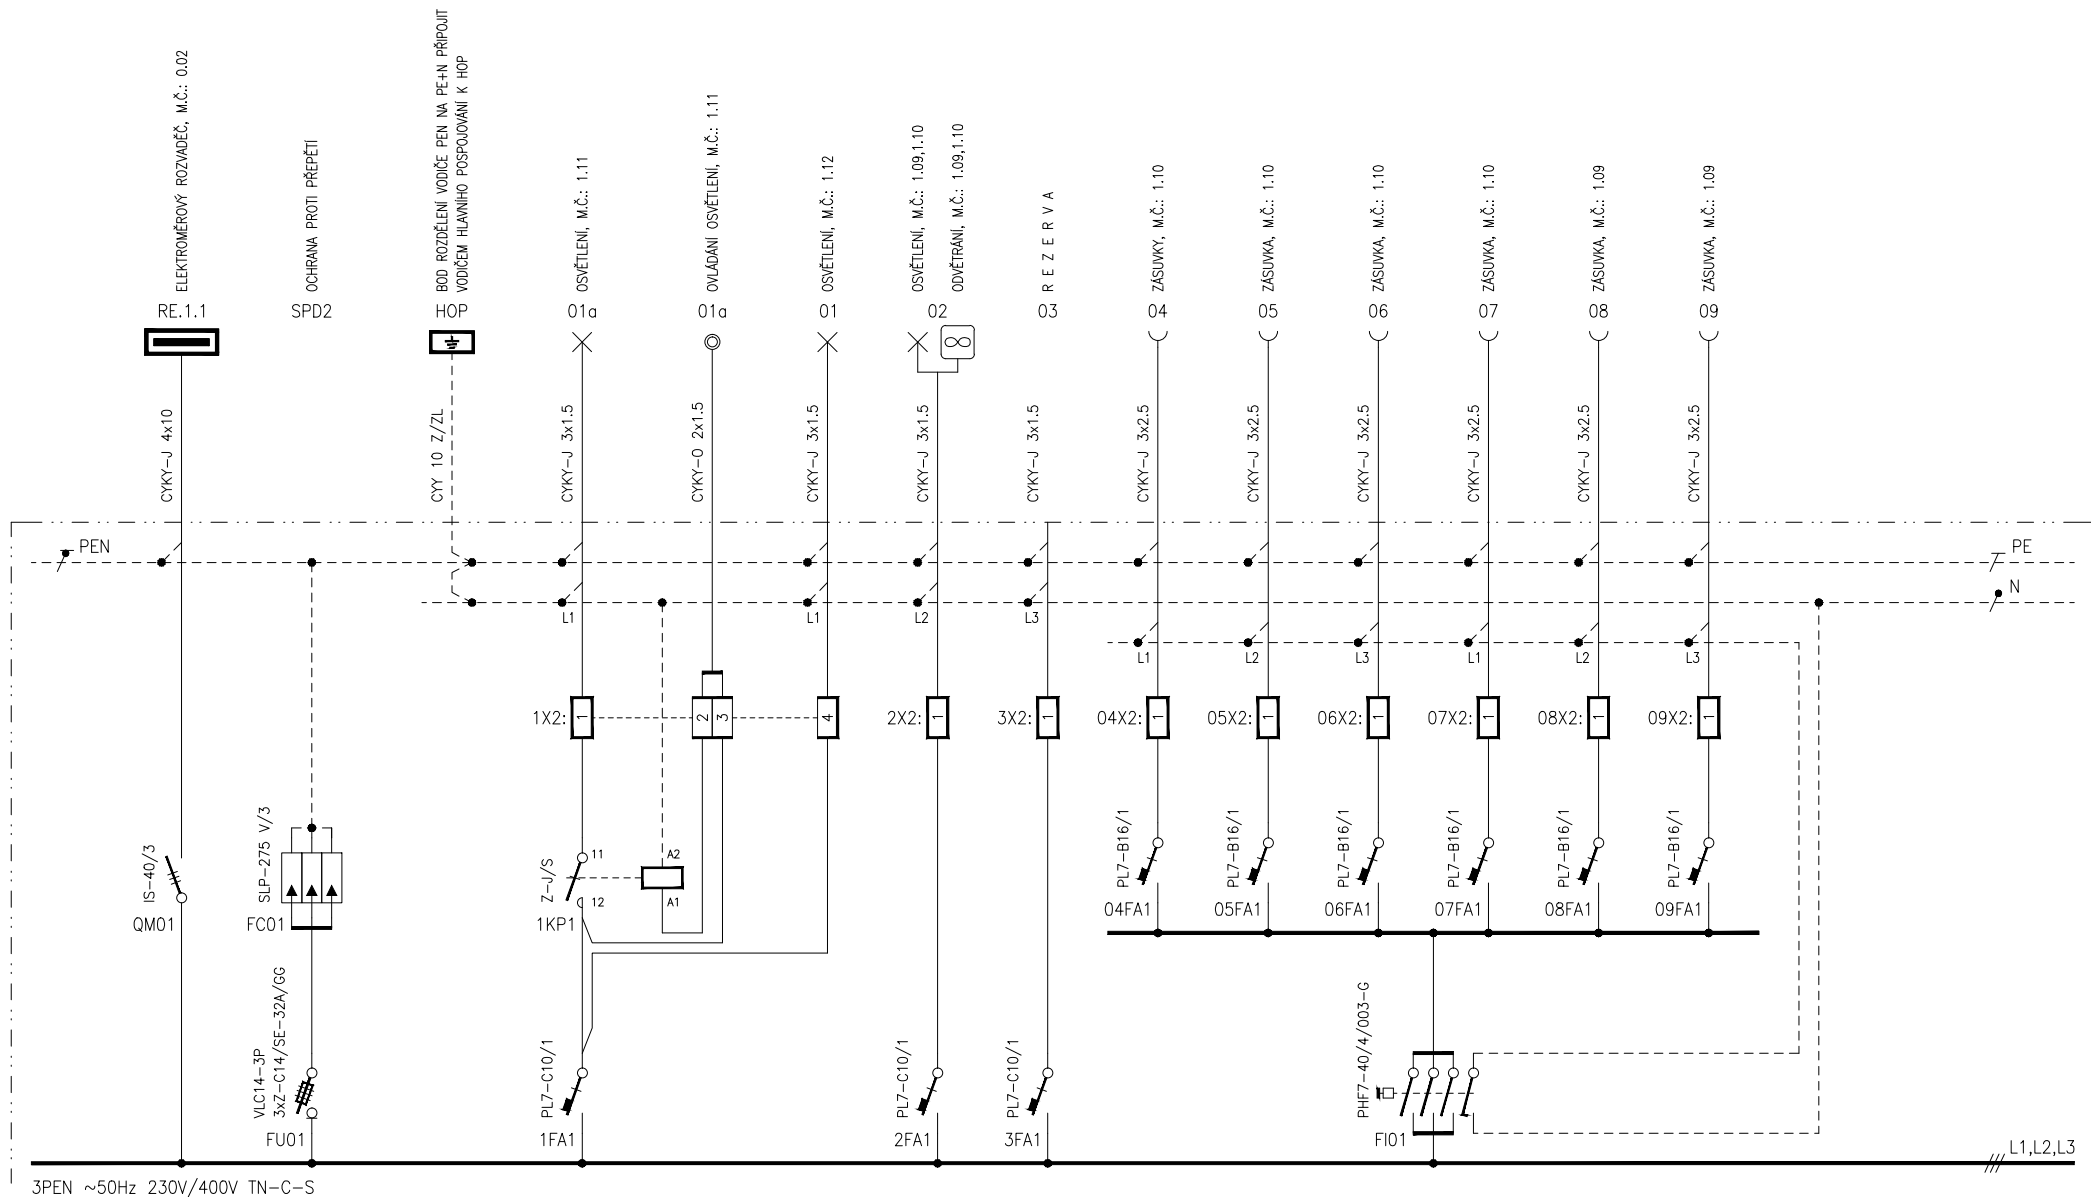 ELEKTROMĚROVÝ ROZVADĚČ, M.Č.: 0.02
OCHRANA PROTI PŘEPĚTÍ
BOD ROZDĚLENÍ VODIČE PEN NA PE+N PŘIPOJIT
VODIČEM HLAVNÍHO POSPOJOVÁNÍ K HOP
OSVĚTLENÍ, M.Č.: 1.11
OVLÁDÁNÍ OSVĚTLENÍ, M.Č.: 1.11
OSVĚTLENÍ, M.Č.: 1.12
OSVĚTLENÍ, M.Č.: 1.09,1.10
ODVĚTRÁNÍ, M.Č.: 1.09,1.10
R E Z E R V A
ZÁSUVKY, M.Č.: 1.10
ZÁSUVKA, M.Č.: 1.10
ZÁSUVKA, M.Č.: 1.10
ZÁSUVKA, M.Č.: 1.10
ZÁSUVKA, M.Č.: 1.09
ZÁSUVKA, M.Č.: 1.09
RE.1.1
SPD2
HOP
01a
01a
01
02
03
04
05
06
07
08
09
CYKY-J 4x10
CYY 10 Z/ZL
CYKY-J 3x1.5
CYKY-O 2x1.5
CYKY-J 3x1.5
CYKY-J 3x1.5
CYKY-J 3x1.5
CYKY-J 3x2.5
CYKY-J 3x2.5
CYKY-J 3x2.5
CYKY-J 3x2.5
CYKY-J 3x2.5
CYKY-J 3x2.5
PEN
PE
N
L1
L1
L2
L3
L1
L2
L3
L1
L2
L3
1X2:
1
2
3
4
2X2:
1
3X2:
1
04X2:
1
05X2:
1
06X2:
1
07X2:
1
08X2:
1
09X2:
1
IS-40/3
QM01
SLP-275 V/3
FC01
Z-J/S
11
12
1KP1
A2
A1
PL7-B16/1
PL7-B16/1
PL7-B16/1
PL7-B16/1
PL7-B16/1
PL7-B16/1
04FA1
05FA1
06FA1
07FA1
08FA1
09FA1
VLC14-3P
3xZ-C14/SE-32A/GG
FU01
PL7-C10/1
1FA1
PL7-C10/1
2FA1
PL7-C10/1
3FA1
PHF7-40/4/003-G
FI01
L1,L2,L3
3PEN ~50Hz 230V/400V TN-C-S